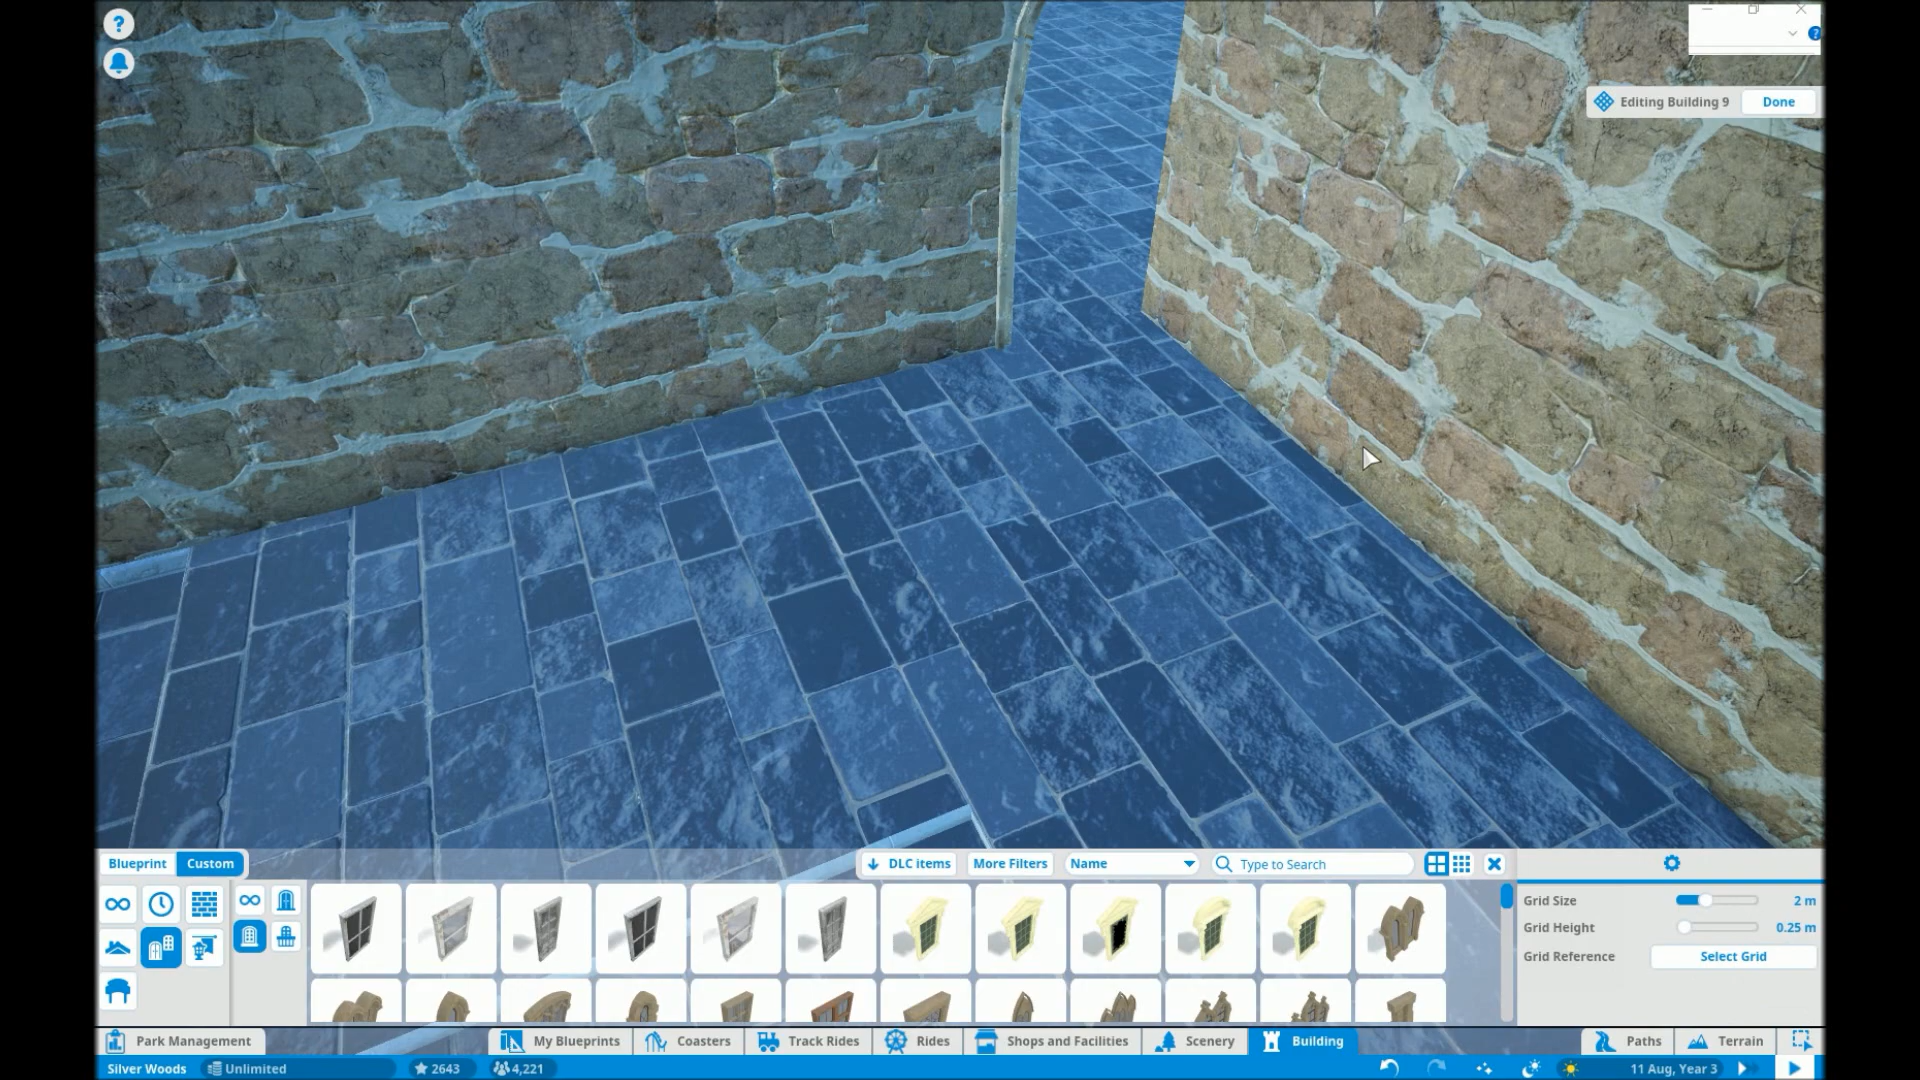 ?
?
Editing Building 9 Done
Blueprint Custom DLC items More Filters Name Type to Search
Grid Size 2 m
Grid Height 0.25 m
Grid Reference Select Grid
Park Management My Blueprints Coasters Track Rides Rides Shops and Facilities Scenery Building Paths Terrain
Silver Woods Unlimited 2643 4,221 11 Aug, Year 3